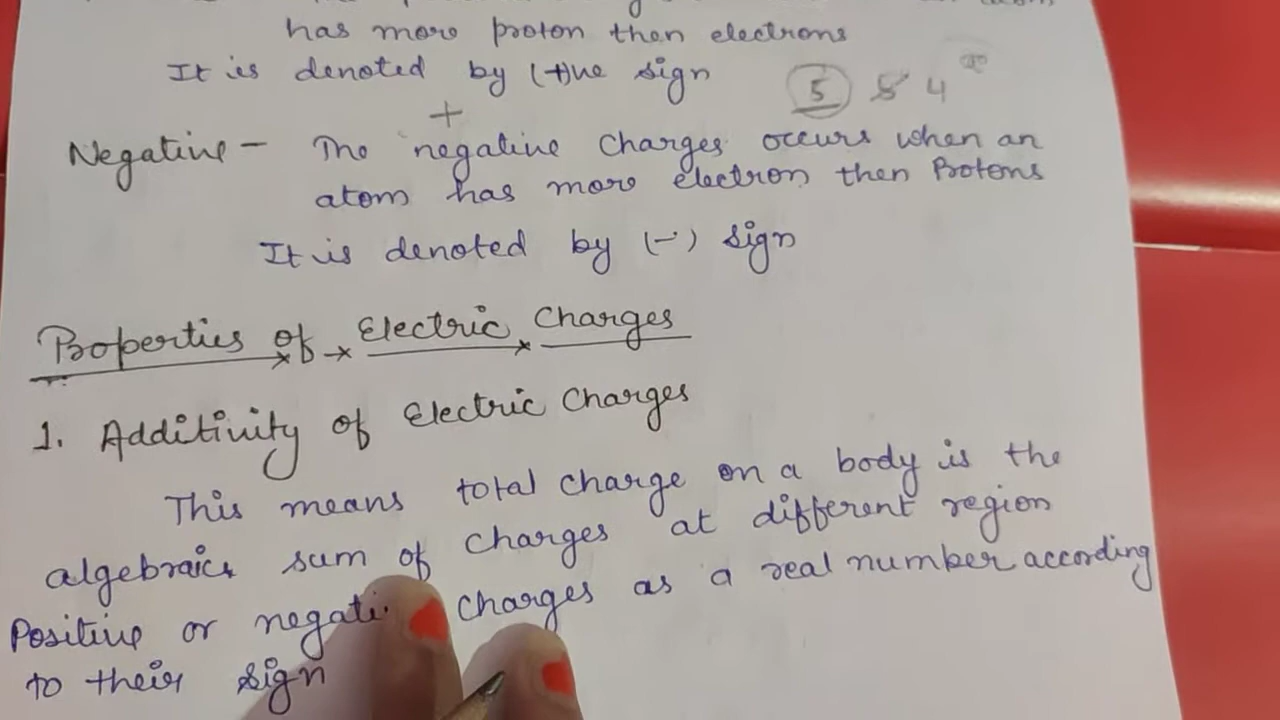 has more proton then electrons
It is denoted by (+)ve sign
5 5 4
+
Negative - The negative charges occurs when an
atom has more electron then Protons
It is denoted by (-) sign
Properties of Electric Charges
1. Additivity of Electric Charges
This means total charge on a body is the
algebraic sum of charges at different region
Positive or charges as a real number according
to their sign